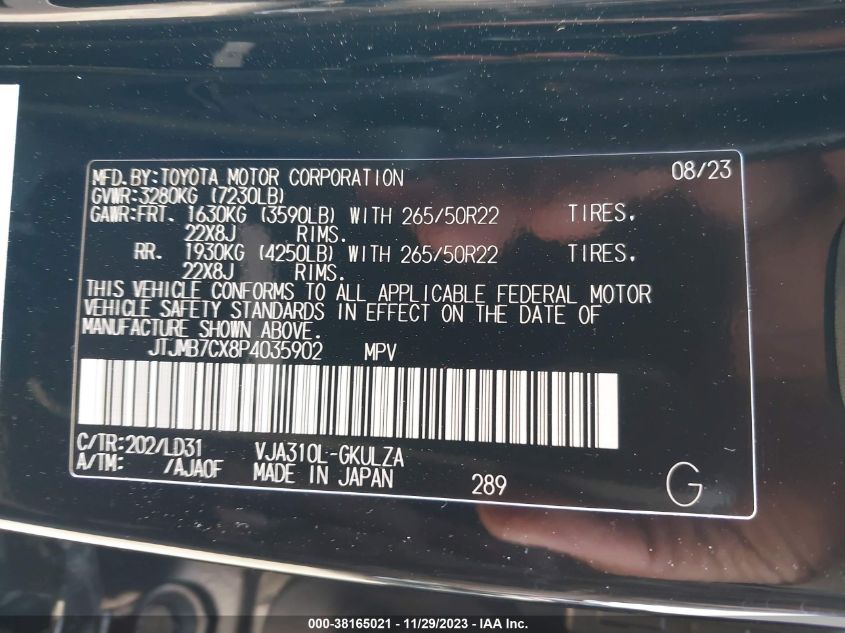 MFD.BY:TOYOTA MOTOR CORPORATION 08/23
GVWR:3280KG (7230LB)
GAWR:FRT. 1630KG (3590LB) WITH 265/50R22 TIRES,
22X8J RIMS.
RR. 1930KG (4250LB) WITH 265/50R22 TIRES,
22X8J RIMS.
THIS VEHICLE CONFORMS TO ALL APPLICABLE FEDERAL MOTOR
VEHICLE SAFETY STANDARDS IN EFFECT ON THE DATE OF
MANUFACTURE SHOWN ABOVE.
JTJMB7CX8P4035902 MPV
C/TR:202/LD31 VJA310L-GKULZA
A/TM: /AJA0F MADE IN JAPAN 289 G
000-38165021 - 11/29/2023 - IAA Inc.